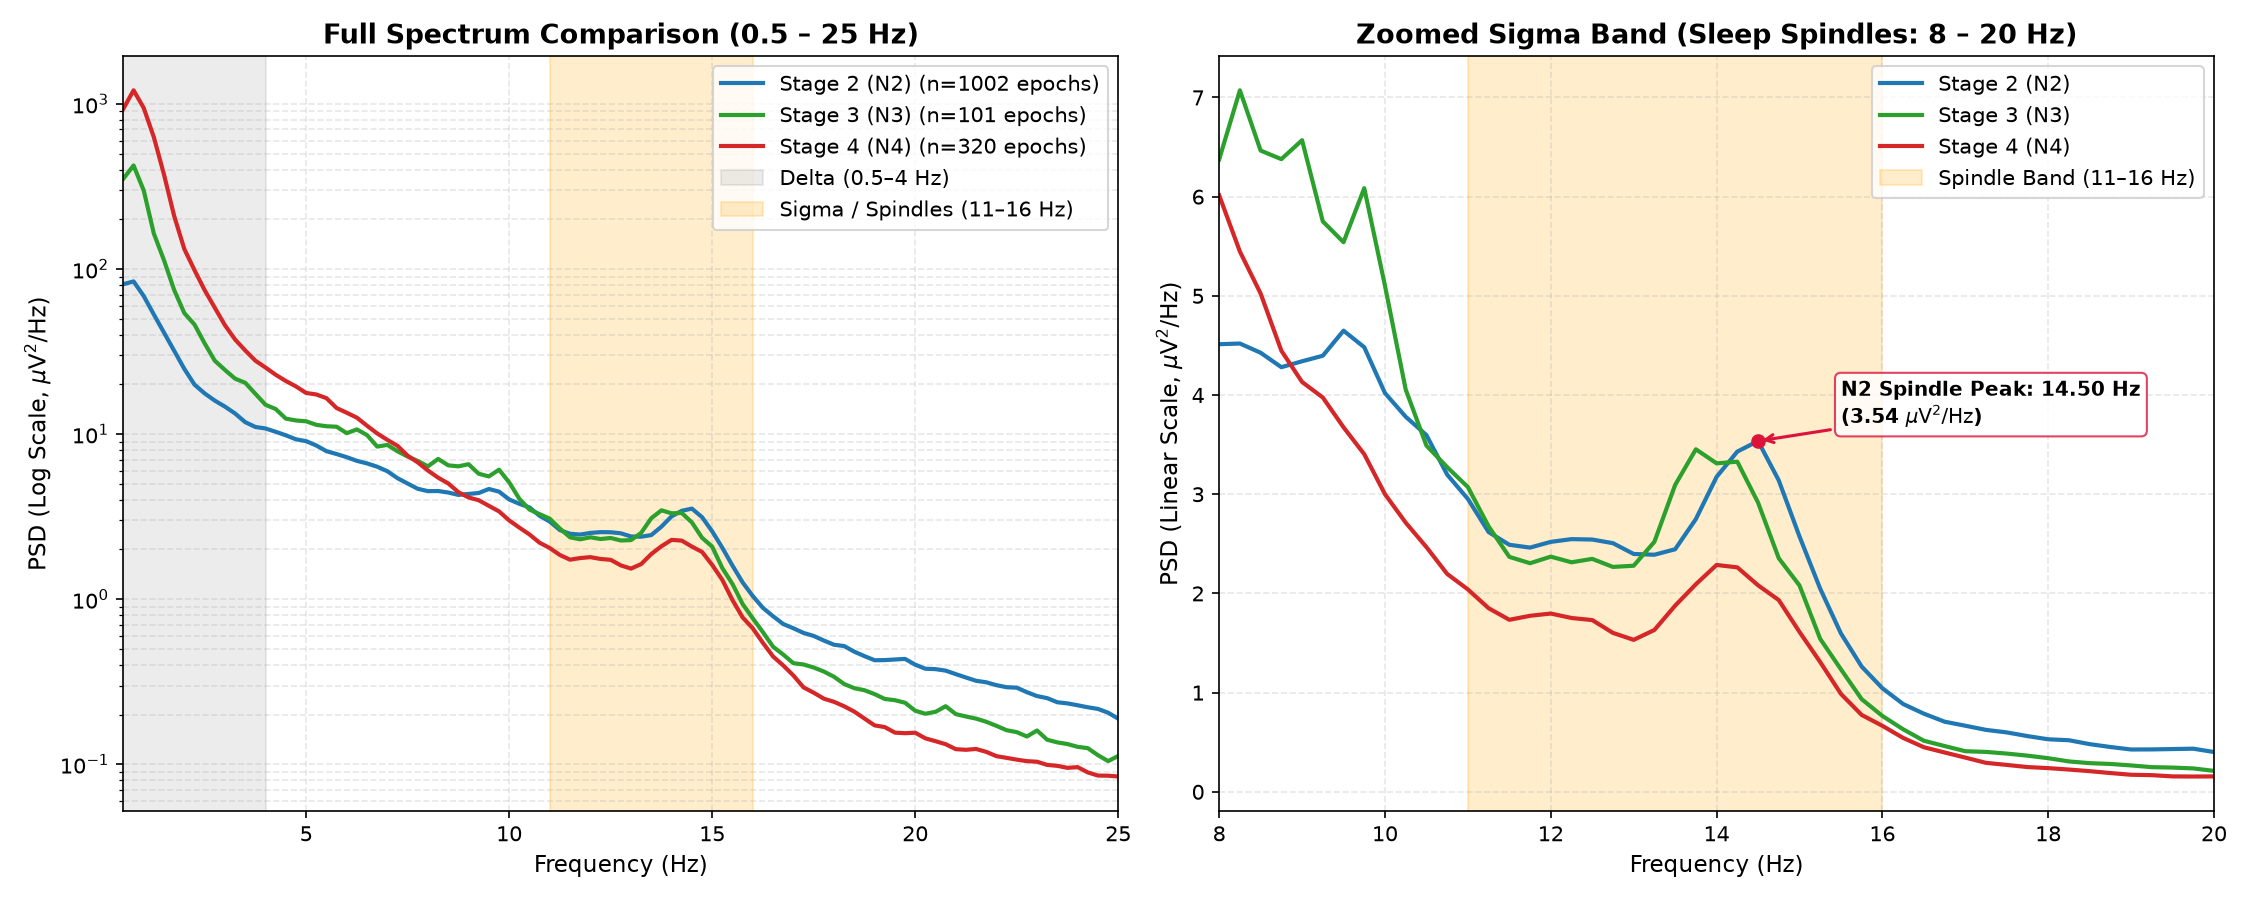 Full Spectrum Comparison (0.5 – 25 Hz)
PSD (Log Scale, μV²/Hz)
10³
10²
10¹
10⁰
10⁻¹
Stage 2 (N2) (n=1002 epochs)
Stage 3 (N3) (n=101 epochs)
Stage 4 (N4) (n=320 epochs)
Delta (0.5–4 Hz)
Sigma / Spindles (11–16 Hz)
5 10 15 20 25
Frequency (Hz)
Zoomed Sigma Band (Sleep Spindles: 8 – 20 Hz)
PSD (Linear Scale, μV²/Hz)
7
6
5
4
3
2
1
0
Stage 2 (N2)
Stage 3 (N3)
Stage 4 (N4)
Spindle Band (11–16 Hz)
N2 Spindle Peak: 14.50 Hz
(3.54 μV²/Hz)
8 10 12 14 16 18 20
Frequency (Hz)